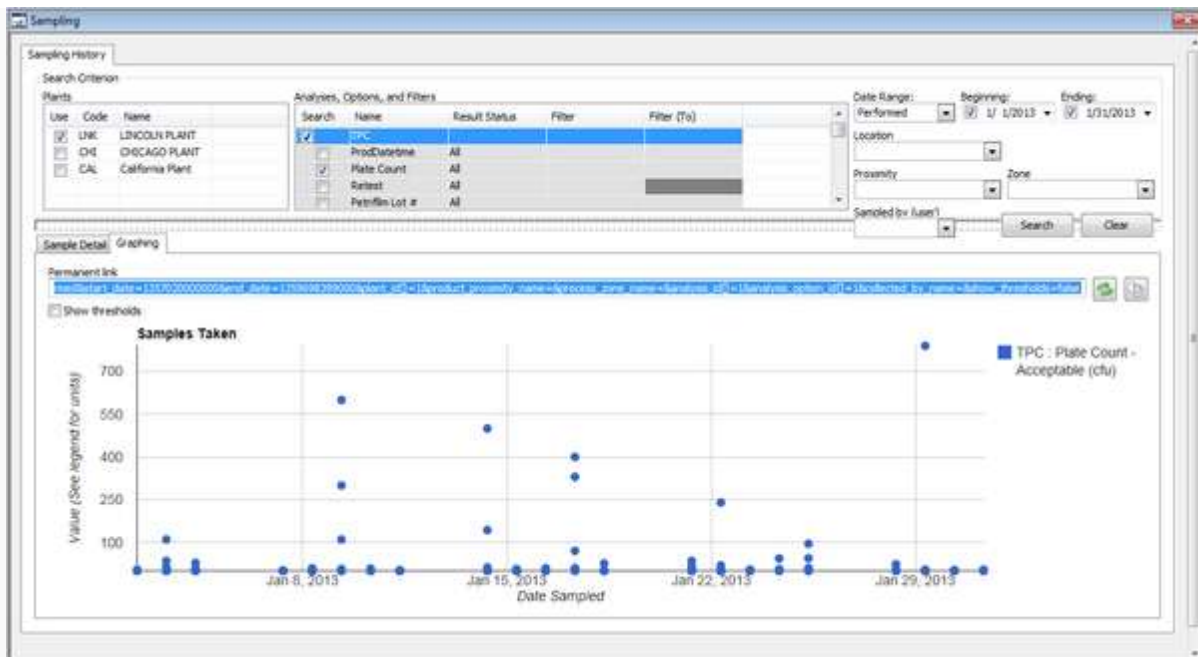 Sampling
Sampling History
Search Criterion
Plants
Use Code Name
LNK LINCOLN PLANT
CHI CHICAGO PLANT
CAL California Plant
Analyses, Options, and Filters
Search Name Result Status Filter Filter (To)
TPC
ProdDatetime All
Plate Count All
Retest All
Petrifilm Lot # All
Date Range: Beginning: Ending:
Performed 1/ 1/2013 1/31/2013
Location
Proximity Zone
Sampled by (user)
Search Clear
Sample Detail Graphing
Permanent link
Show thresholds
Samples Taken
Value (See legend for units)
700
550
400
250
100
Jan 8, 2013 Jan 15, 2013 Jan 22, 2013 Jan 29, 2013
Date Sampled
TPC : Plate Count -
Acceptable (cfu)